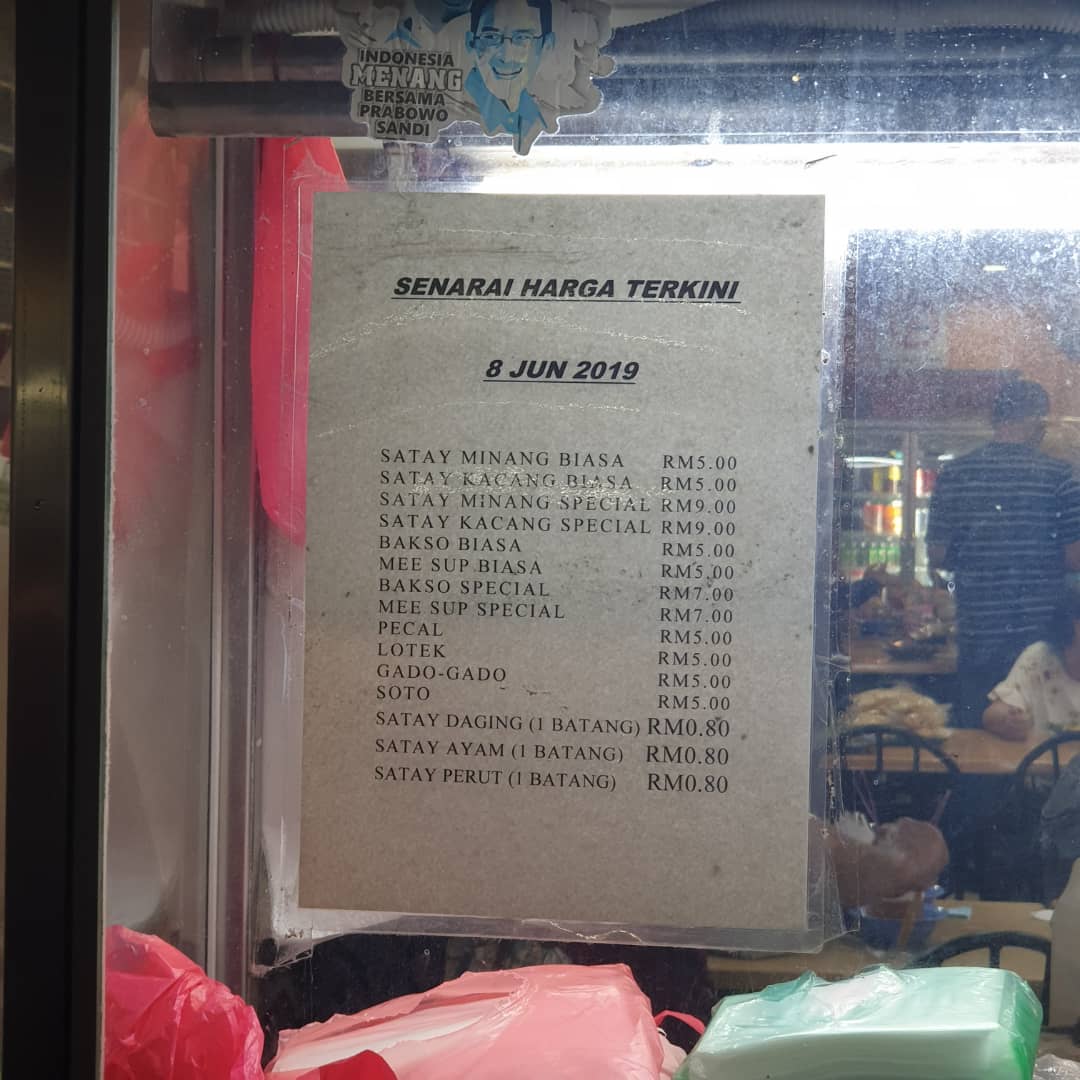 INDONESIA
MENANG
BERSAMA
PRABOWO
SANDI
SENARAI HARGA TERKINI
8 JUN 2019
SATAY MINANG BIASA RM5.00
SATAY KACANG BIASA RM5.00
SATAY MINANG SPECIAL RM9.00
SATAY KACANG SPECIAL RM9.00
BAKSO BIASA RM5.00
MEE SUP BIASA RM5.00
BAKSO SPECIAL RM7.00
MEE SUP SPECIAL RM7.00
PECAL RM5.00
LOTEK RM5.00
GADO-GADO RM5.00
SOTO RM5.00
SATAY DAGING (1 BATANG) RM0.80
SATAY AYAM (1 BATANG) RM0.80
SATAY PERUT (1 BATANG) RM0.80